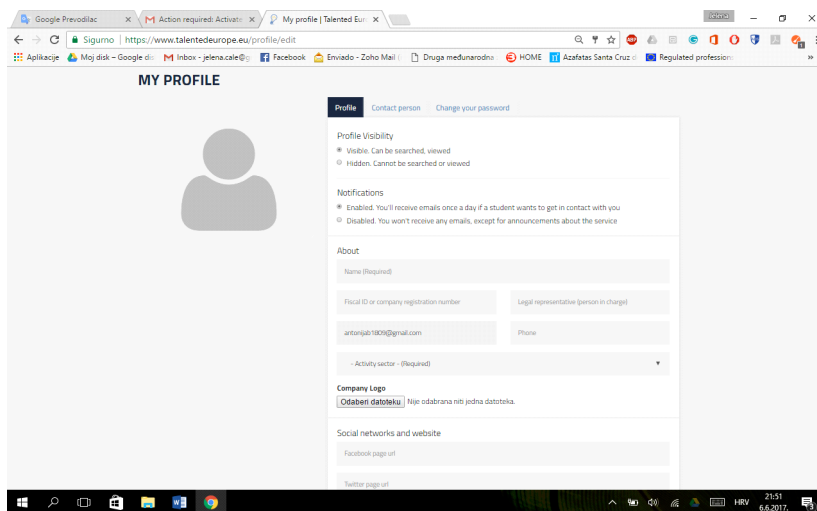 Google Prevodilac
Action required: Activate
My profile | Talented Eur
Sigurno | https://www.talentedeurope.eu/profile/edit
Aplikacije
Moj disk – Google dis
Inbox - jelena.cale@g
Facebook
Enviado - Zoho Mail (
Druga međunarodna
HOME
Azafatas Santa Cruz d
Regulated profession
»
MY PROFILE
Profile
Contact person
Change your password
Profile Visibility
Visible. Can be searched, viewed
Hidden. Cannot be searched or viewed
Notifications
Enabled. You'll receive emails once a day if a student wants to get in contact with you
Disabled. You won't receive any emails, except for announcements about the service
About
Name (Required)
Fiscal ID or company registration number
Legal representative (person in charge)
antonijab1809@gmail.com
Phone
- Activity sector - (Required)
Company Logo
Odaberi datoteku Nije odabrana niti jedna datoteka.
Social networks and website
Facebook page url
Twitter page url
HRV
21:51
6.6.2017.